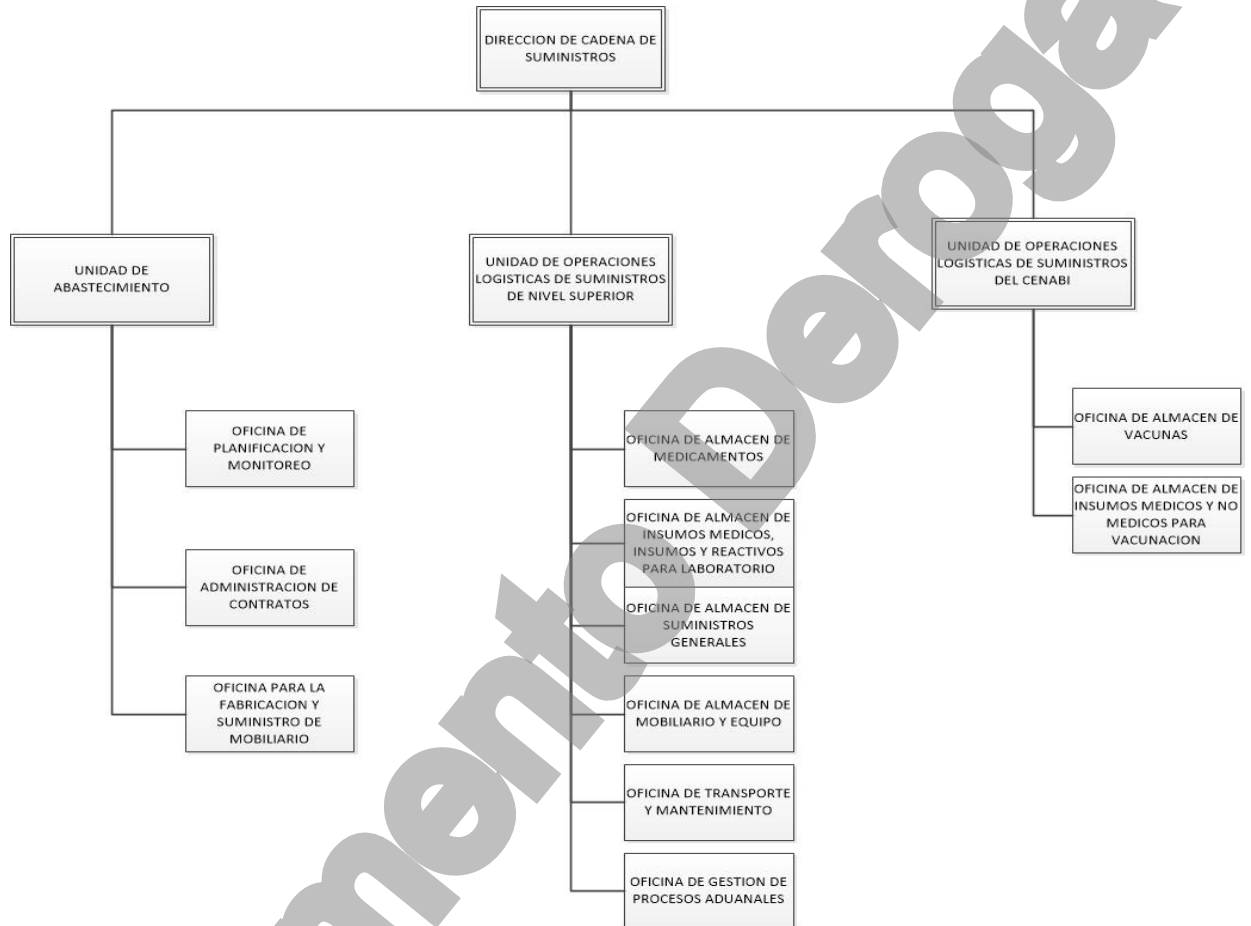 DIRECCION DE CADENA DE
SUMINISTROS
UNIDAD DE
ABASTECIMIENTO
OFICINA DE
PLANIFICACION Y
MONITOREO
OFICINA DE
ADMINISTRACION DE
CONTRATOS
OFICINA PARA LA
FABRICACION Y
SUMINISTRO DE
MOBILIARIO
UNIDAD DE OPERACIONES
LOGISTICAS DE SUMINISTROS
DE NIVEL SUPERIOR
OFICINA DE ALMACEN DE
MEDICAMENTOS
OFICINA DE ALMACEN DE
INSUMOS MEDICOS,
INSUMOS Y REACTIVOS
PARA LABORATORIO
OFICINA DE ALMACEN DE
SUMINISTROS
GENERALES
OFICINA DE ALMACEN DE
MOBILIARIO Y EQUIPO
OFICINA DE TRANSPORTE
Y MANTENIMIENTO
OFICINA DE GESTION DE
PROCESOS ADUANALES
UNIDAD DE OPERACIONES
LOGISTICAS DE SUMINISTROS
DEL CENABI
OFICINA DE ALMACEN DE
VACUNAS
OFICINA DE ALMACEN DE
INSUMOS MEDICOS Y NO
MEDICOS PARA
VACUNACION
mento Deroga